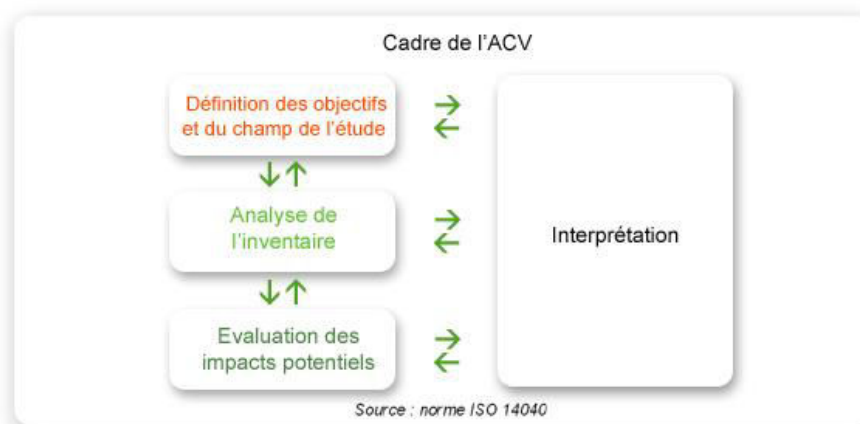 Cadre de l'ACV
Définition des objectifs
et du champ de l'étude
Analyse de
l'inventaire
Interprétation
Evaluation des
impacts potentiels
Source : norme ISO 14040